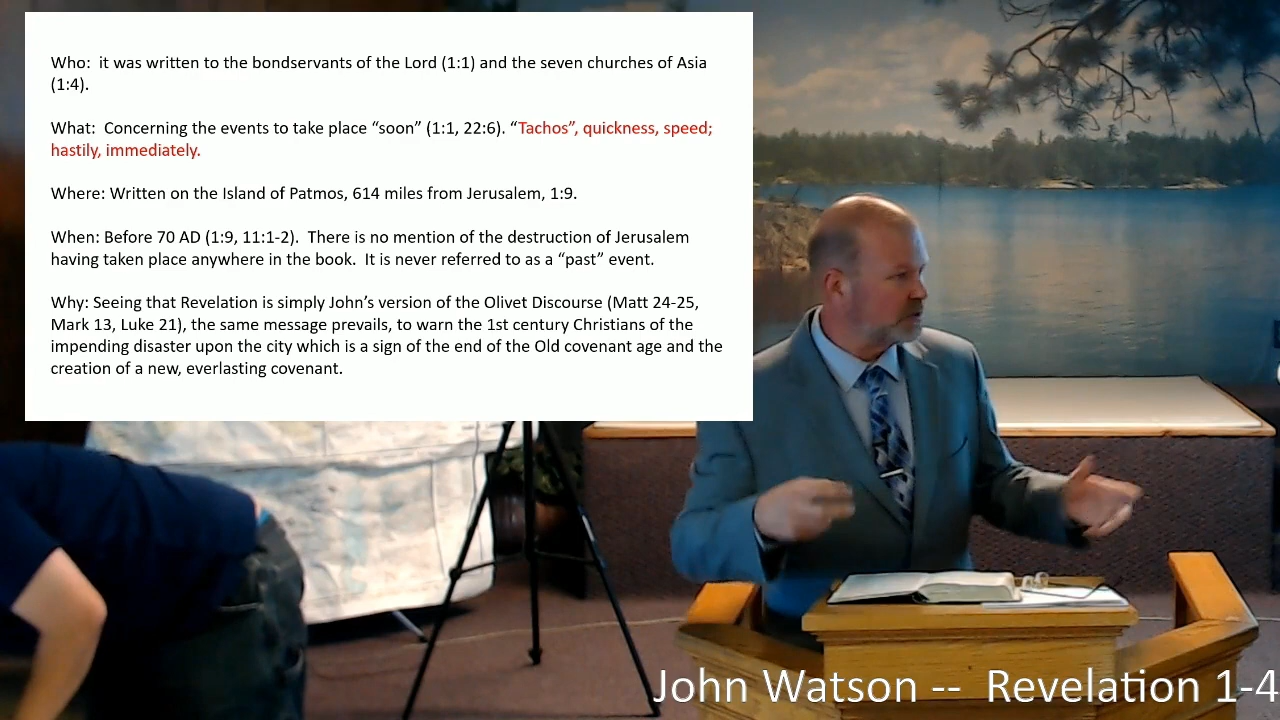 Who:  it was written to the bondservants of the Lord (1:1) and the seven churches of Asia
(1:4).
What:  Concerning the events to take place “soon” (1:1, 22:6). “Tachos”, quickness, speed;
hastily, immediately.
Where: Written on the Island of Patmos, 614 miles from Jerusalem, 1:9.
When: Before 70 AD (1:9, 11:1-2).  There is no mention of the destruction of Jerusalem
having taken place anywhere in the book.  It is never referred to as a “past” event.
Why: Seeing that Revelation is simply John’s version of the Olivet Discourse (Matt 24-25,
Mark 13, Luke 21), the same message prevails, to warn the 1st century Christians of the
impending disaster upon the city which is a sign of the end of the Old covenant age and the
creation of a new, everlasting covenant.
John Watson --  Revelation 1-4